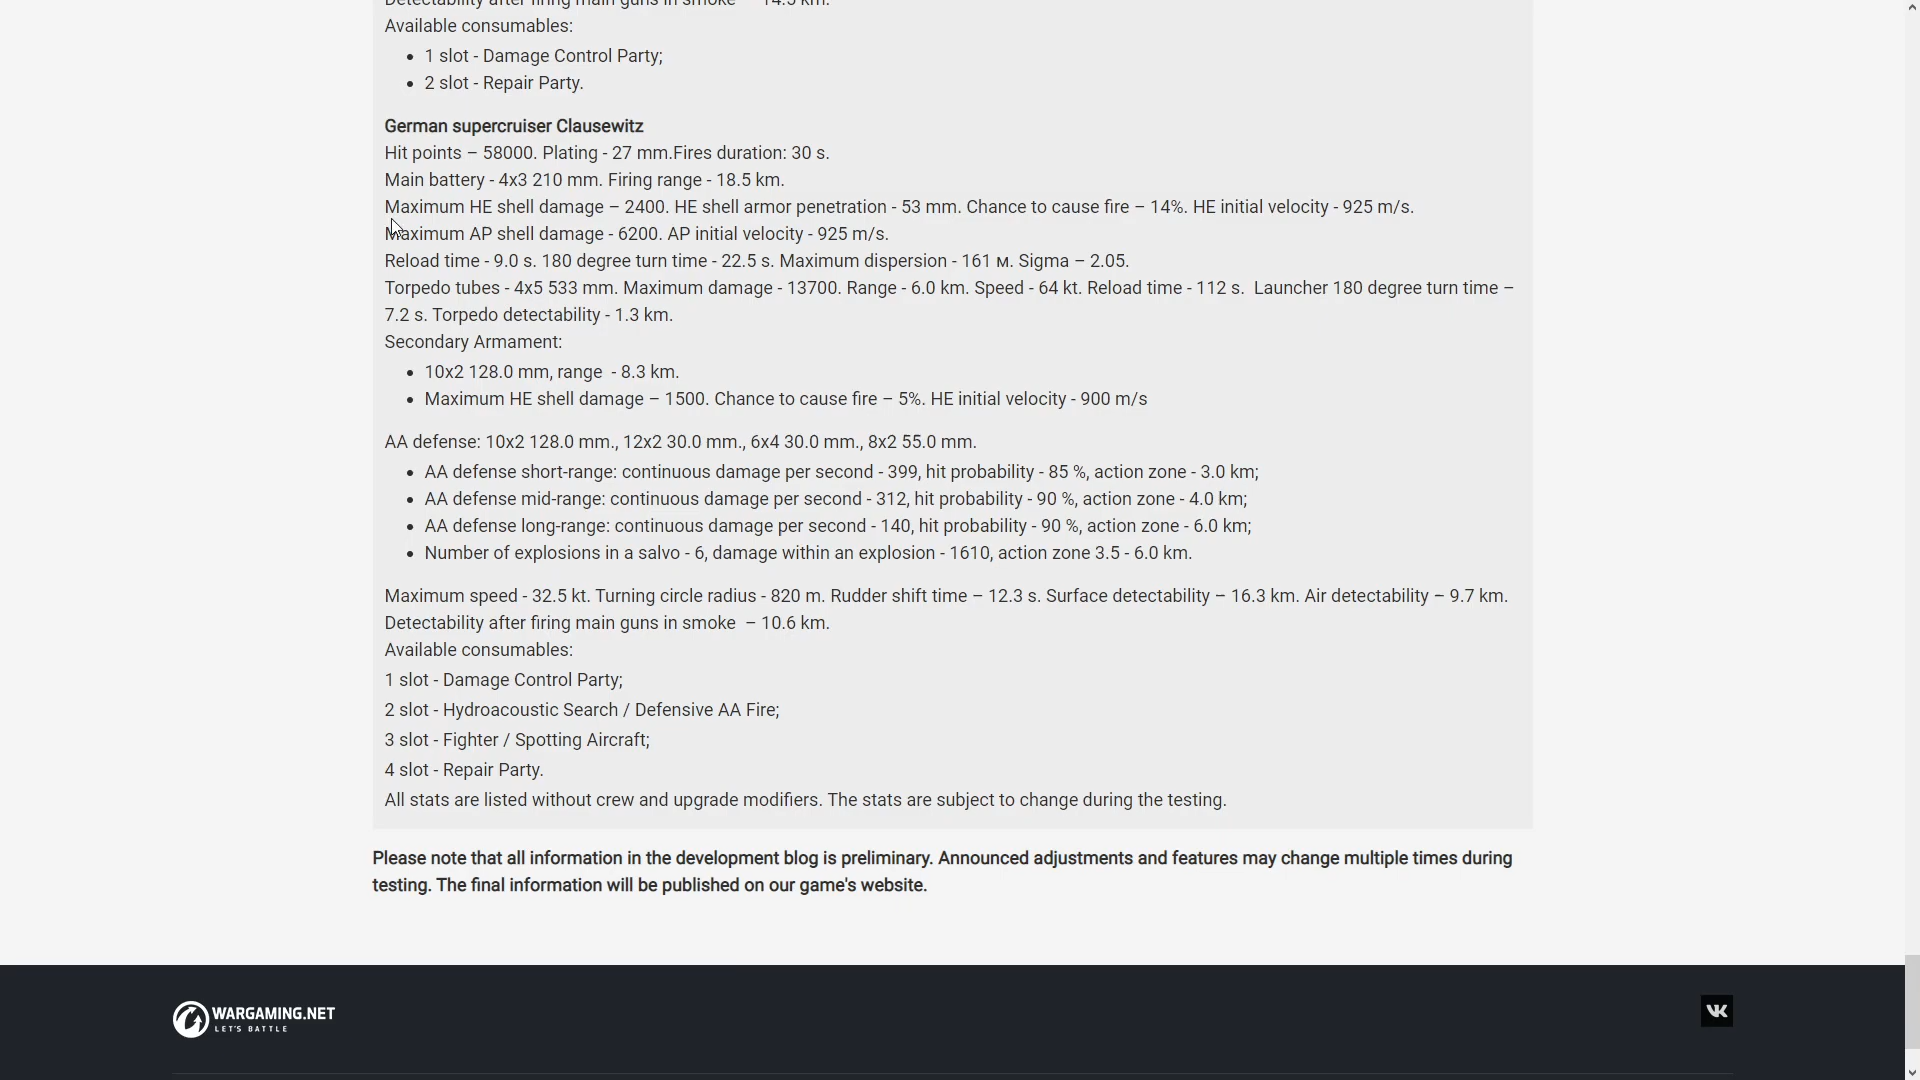 Detectability after firing main guns in smoke – 14.5 km.
Available consumables:
• 1 slot - Damage Control Party;
• 2 slot - Repair Party.
German supercruiser Clausewitz
Hit points – 58000. Plating - 27 mm.Fires duration: 30 s.
Main battery - 4x3 210 mm. Firing range - 18.5 km.
Maximum HE shell damage – 2400. HE shell armor penetration - 53 mm. Chance to cause fire – 14%. HE initial velocity - 925 m/s.
Maximum AP shell damage - 6200. AP initial velocity - 925 m/s.
Reload time - 9.0 s. 180 degree turn time - 22.5 s. Maximum dispersion - 161 м. Sigma – 2.05.
Torpedo tubes - 4x5 533 mm. Maximum damage - 13700. Range - 6.0 km. Speed - 64 kt. Reload time - 112 s.  Launcher 180 degree turn time –
7.2 s. Torpedo detectability - 1.3 km.
Secondary Armament:
• 10x2 128.0 mm, range  - 8.3 km.
• Maximum HE shell damage – 1500. Chance to cause fire – 5%. HE initial velocity - 900 m/s
AA defense: 10x2 128.0 mm., 12x2 30.0 mm., 6x4 30.0 mm., 8x2 55.0 mm.
• AA defense short-range: continuous damage per second - 399, hit probability - 85 %, action zone - 3.0 km;
• AA defense mid-range: continuous damage per second - 312, hit probability - 90 %, action zone - 4.0 km;
• AA defense long-range: continuous damage per second - 140, hit probability - 90 %, action zone - 6.0 km;
• Number of explosions in a salvo - 6, damage within an explosion - 1610, action zone 3.5 - 6.0 km.
Maximum speed - 32.5 kt. Turning circle radius - 820 m. Rudder shift time – 12.3 s. Surface detectability – 16.3 km. Air detectability – 9.7 km.
Detectability after firing main guns in smoke  – 10.6 km.
Available consumables:
1 slot - Damage Control Party;
2 slot - Hydroacoustic Search / Defensive AA Fire;
3 slot - Fighter / Spotting Aircraft;
4 slot - Repair Party.
All stats are listed without crew and upgrade modifiers. The stats are subject to change during the testing.
Please note that all information in the development blog is preliminary. Announced adjustments and features may change multiple times during
testing. The final information will be published on our game's website.
WARGAMING.NET
LET'S BATTLE